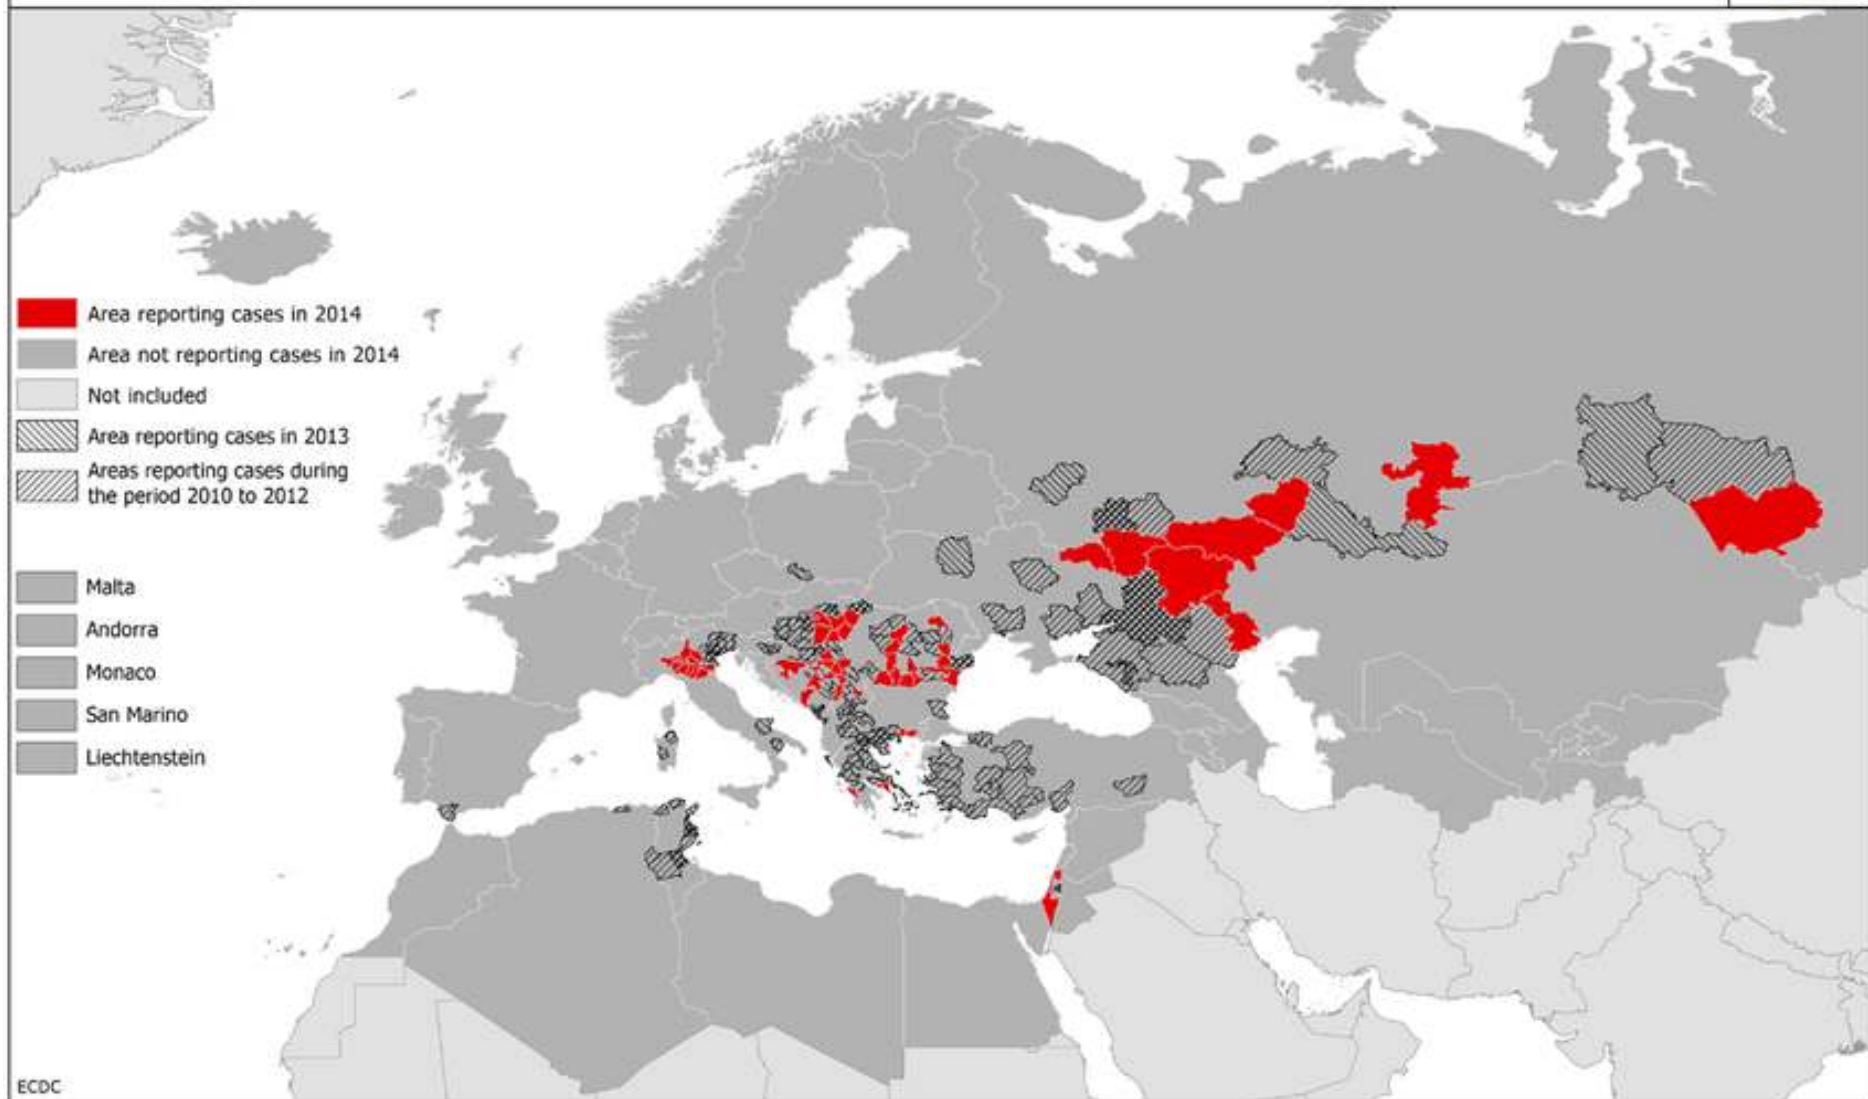 Area reporting cases in 2014
Area not reporting cases in 2014
Not included
Area reporting cases in 2013
Areas reporting cases during
the period 2010 to 2012
Malta
Andorra
Monaco
San Marino
Liechtenstein
ECDC